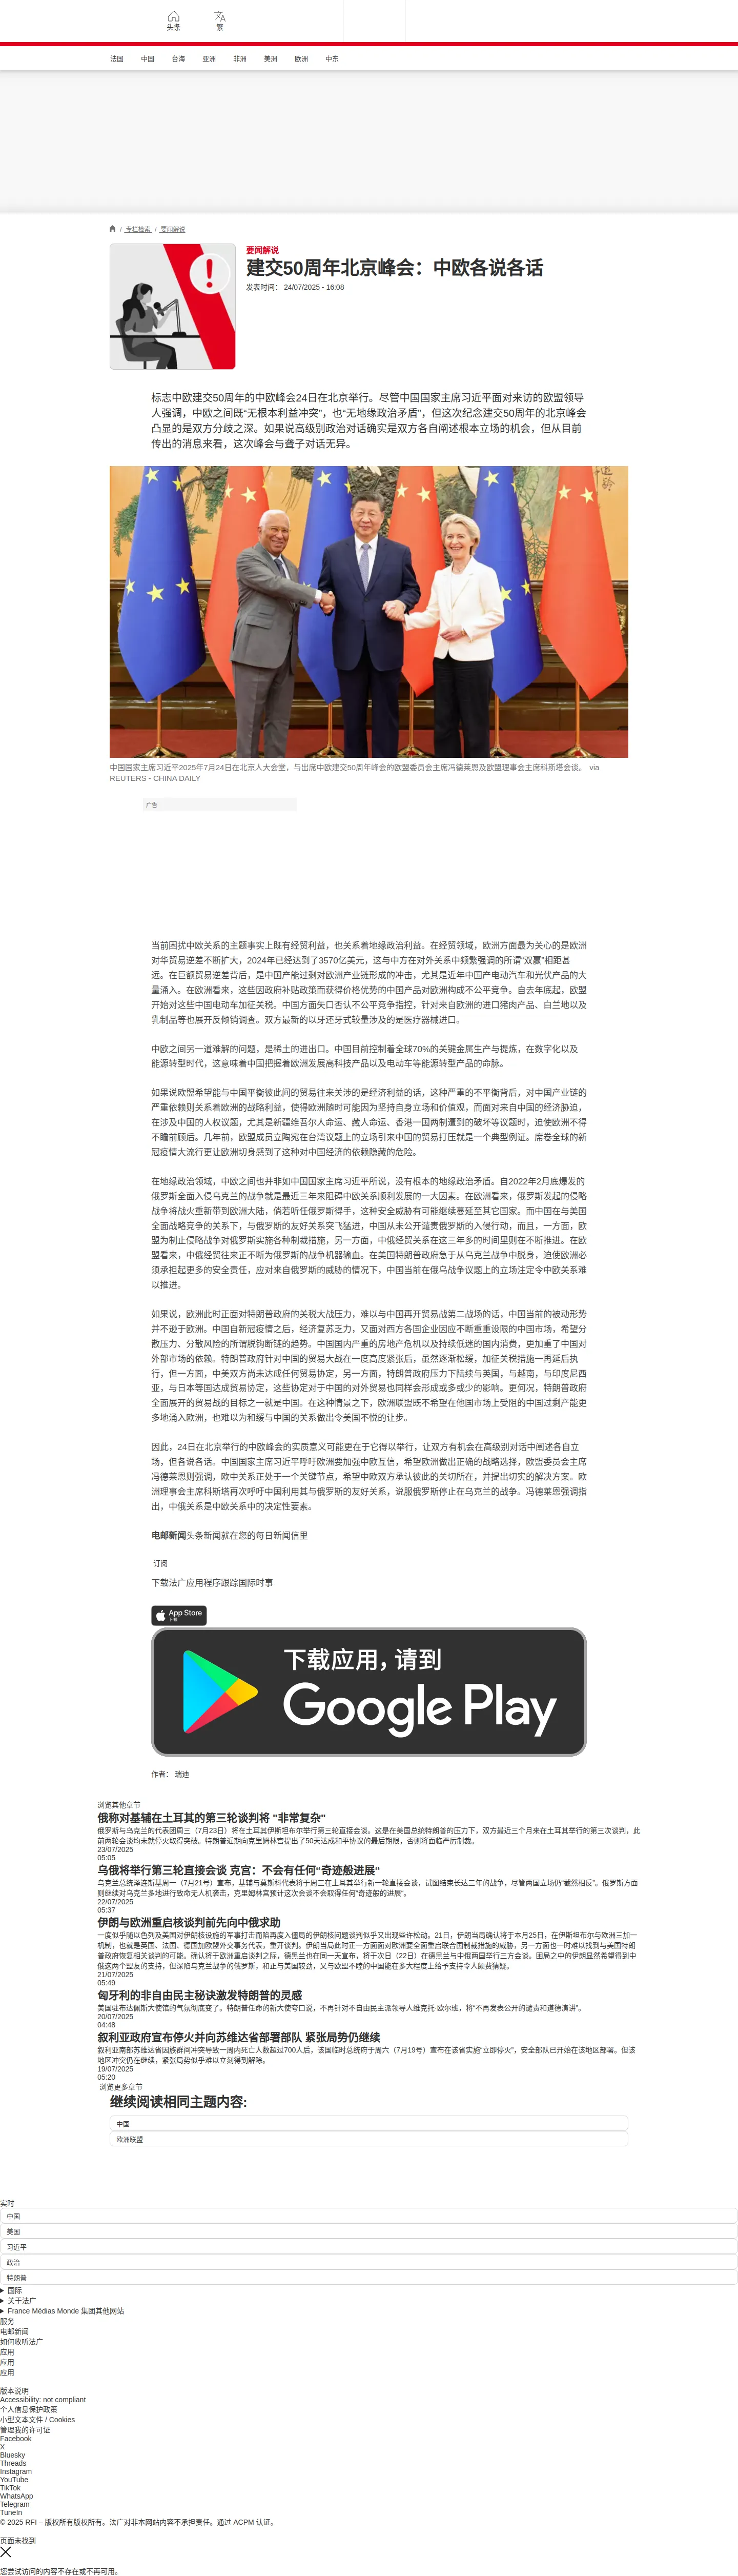 头条
繁
法国 中国 台海 亚洲 非洲 美洲 欧洲 中东
/ 专栏检索 / 要闻解说
要闻解说
建交50周年北京峰会：中欧各说各话
发表时间： 24/07/2025 - 16:08
标志中欧建交50周年的中欧峰会24日在北京举行。尽管中国国家主席习近平面对来访的欧盟领导
人强调，中欧之间既“无根本利益冲突”，也“无地缘政治矛盾”，但这次纪念建交50周年的北京峰会
凸显的是双方分歧之深。如果说高级别政治对话确实是双方各自阐述根本立场的机会，但从目前
传出的消息来看，这次峰会与聋子对话无异。
中国国家主席习近平2025年7月24日在北京人大会堂，与出席中欧建交50周年峰会的欧盟委员会主席冯德莱恩及欧盟理事会主席科斯塔会谈。 via
REUTERS - CHINA DAILY
广告
当前困扰中欧关系的主题事实上既有经贸利益，也关系着地缘政治利益。在经贸领域，欧洲方面最为关心的是欧洲
对华贸易逆差不断扩大，2024年已经达到了3570亿美元，这与中方在对外关系中频繁强调的所谓“双赢”相距甚
远。在巨额贸易逆差背后，是中国产能过剩对欧洲产业链形成的冲击，尤其是近年中国产电动汽车和光伏产品的大
量涌入。在欧洲看来，这些因政府补贴政策而获得价格优势的中国产品对欧洲构成不公平竞争。自去年底起，欧盟
开始对这些中国电动车加征关税。中国方面矢口否认不公平竞争指控，针对来自欧洲的进口猪肉产品、白兰地以及
乳制品等也展开反倾销调查。双方最新的以牙还牙式较量涉及的是医疗器械进口。
中欧之间另一道难解的问题，是稀土的进出口。中国目前控制着全球70%的关键金属生产与提炼，在数字化以及
能源转型时代，这意味着中国把握着欧洲发展高科技产品以及电动车等能源转型产品的命脉。
如果说欧盟希望能与中国平衡彼此间的贸易往来关涉的是经济利益的话，这种严重的不平衡背后，对中国产业链的
严重依赖则关系着欧洲的战略利益，使得欧洲随时可能因为坚持自身立场和价值观，而面对来自中国的经济胁迫，
在涉及中国的人权议题，尤其是新疆维吾尔人命运、藏人命运、香港一国两制遭到的破坏等议题时，迫使欧洲不得
不瞻前顾后。几年前，欧盟成员立陶宛在台湾议题上的立场引来中国的贸易打压就是一个典型例证。席卷全球的新
冠疫情大流行更让欧洲切身感到了这种对中国经济的依赖隐藏的危险。
在地缘政治领域，中欧之间也并非如中国国家主席习近平所说，没有根本的地缘政治矛盾。自2022年2月底爆发的
俄罗斯全面入侵乌克兰的战争就是最近三年来阻碍中欧关系顺利发展的一大因素。在欧洲看来，俄罗斯发起的侵略
战争将战火重新带到欧洲大陆，倘若听任俄罗斯得手，这种安全威胁有可能继续蔓延至其它国家。而中国在与美国
全面战略竞争的关系下，与俄罗斯的友好关系突飞猛进，中国从未公开谴责俄罗斯的入侵行动，而且，一方面，欧
盟为制止侵略战争对俄罗斯实施各种制裁措施，另一方面，中俄经贸关系在这三年多的时间里则在不断推进。在欧
盟看来，中俄经贸往来正不断为俄罗斯的战争机器输血。在美国特朗普政府急于从乌克兰战争中脱身，迫使欧洲必
须承担起更多的安全责任，应对来自俄罗斯的威胁的情况下，中国当前在俄乌战争议题上的立场注定令中欧关系难
以推进。
如果说，欧洲此时正面对特朗普政府的关税大战压力，难以与中国再开贸易战第二战场的话，中国当前的被动形势
并不逊于欧洲。中国自新冠疫情之后，经济复苏乏力，又面对西方各国企业因应不断重重设限的中国市场，希望分
散压力、分散风险的所谓脱钩断链的趋势。中国国内严重的房地产危机以及持续低迷的国内消费，更加重了中国对
外部市场的依赖。特朗普政府针对中国的贸易大战在一度高度紧张后，虽然逐渐松缓，加征关税措施一再延后执
行，但一方面，中美双方尚未达成任何贸易协定，另一方面，特朗普政府压力下陆续与英国，与越南，与印度尼西
亚，与日本等国达成贸易协定，这些协定对于中国的对外贸易也同样会形成或多或少的影响。更何况，特朗普政府
全面展开的贸易战的目标之一就是中国。在这种情景之下，欧洲联盟既不希望在他国市场上受阻的中国过剩产能更
多地涌入欧洲，也难以为和缓与中国的关系做出令美国不悦的让步。
因此，24日在北京举行的中欧峰会的实质意义可能更在于它得以举行，让双方有机会在高级别对话中阐述各自立
场，但各说各话。中国国家主席习近平呼吁欧洲要加强中欧互信，希望欧洲做出正确的战略选择，欧盟委员会主席
冯德莱恩则强调，欧中关系正处于一个关键节点，希望中欧双方承认彼此的关切所在，并提出切实的解决方案。欧
洲理事会主席科斯塔再次呼吁中国利用其与俄罗斯的友好关系，说服俄罗斯停止在乌克兰的战争。冯德莱恩强调指
出，中俄关系是中欧关系中的决定性要素。
电邮新闻头条新闻就在您的每日新闻信里
订阅
下载法广应用程序跟踪国际时事
App Store
下载
下载应用，请到
Google Play
作者： 瑞迪
浏览其他章节
俄称对基辅在土耳其的第三轮谈判将 "非常复杂"
俄罗斯与乌克兰的代表团周三（7月23日）将在土耳其伊斯坦布尔举行第三轮直接会谈。这是在美国总统特朗普的压力下，双方最近三个月来在土耳其举行的第三次谈判，此
前两轮会谈均未就停火取得突破。特朗普近期向克里姆林宫提出了50天达成和平协议的最后期限，否则将面临严厉制裁。
23/07/2025
05:05
乌俄将举行第三轮直接会谈 克宫：不会有任何“奇迹般进展“
乌克兰总统泽连斯基周一（7月21号）宣布，基辅与莫斯科代表将于周三在土耳其举行新一轮直接会谈，试图结束长达三年的战争，尽管两国立场仍“截然相反”。俄罗斯方面
则继续对乌克兰多地进行致命无人机袭击，克里姆林宫预计这次会谈不会取得任何“奇迹般的进展”。
22/07/2025
05:37
伊朗与欧洲重启核谈判前先向中俄求助
一度似乎随以色列及美国对伊朗核设施的军事打击而陷再度入僵局的伊朗核问题谈判似乎又出现些许松动。21日，伊朗当局确认将于本月25日，在伊斯坦布尔与欧洲三加一
机制，也就是英国、法国、德国加欧盟外交事务代表，重开谈判。伊朗当局此时正一方面面对欧洲要全面重启联合国制裁措施的威胁，另一方面也一时难以找到与美国特朗
普政府恢复相关谈判的可能。确认将于欧洲重启谈判之际，德黑兰也在同一天宣布，将于次日（22日）在德黑兰与中俄两国举行三方会谈。困局之中的伊朗显然希望得到中
俄这两个盟友的支持，但深陷乌克兰战争的俄罗斯，和正与美国较劲，又与欧盟不睦的中国能在多大程度上给予支持令人颇费猜疑。
21/07/2025
05:49
匈牙利的非自由民主秘诀激发特朗普的灵感
美国驻布达佩斯大使馆的气氛彻底变了。特朗普任命的新大使夸口说，不再针对不自由民主派领导人维克托·欧尔班，将“不再发表公开的谴责和道德演讲”。
20/07/2025
04:48
叙利亚政府宣布停火并向苏维达省部署部队 紧张局势仍继续
叙利亚南部苏维达省因族群间冲突导致一周内死亡人数超过700人后，该国临时总统府于周六（7月19号）宣布在该省实施“立即停火”，安全部队已开始在该地区部署。但该
地区冲突仍在继续，紧张局势似乎难以立刻得到解除。
19/07/2025
05:20
浏览更多章节
继续阅读相同主题内容:
中国
欧洲联盟
实时
中国
美国
习近平
政治
特朗普
国际
关于法广
France Médias Monde 集团其他网站
服务
电邮新闻
如何收听法广
应用
应用
应用
版本说明
Accessibility: not compliant
个人信息保护政策
小型文本文件 / Cookies
管理我的许可证
Facebook
X
Bluesky
Threads
Instagram
YouTube
TikTok
WhatsApp
Telegram
TuneIn
© 2025 RFI – 版权所有版权所有。法广对非本网站内容不承担责任。通过 ACPM 认证。
页面未找到
您尝试访问的内容不存在或不再可用。